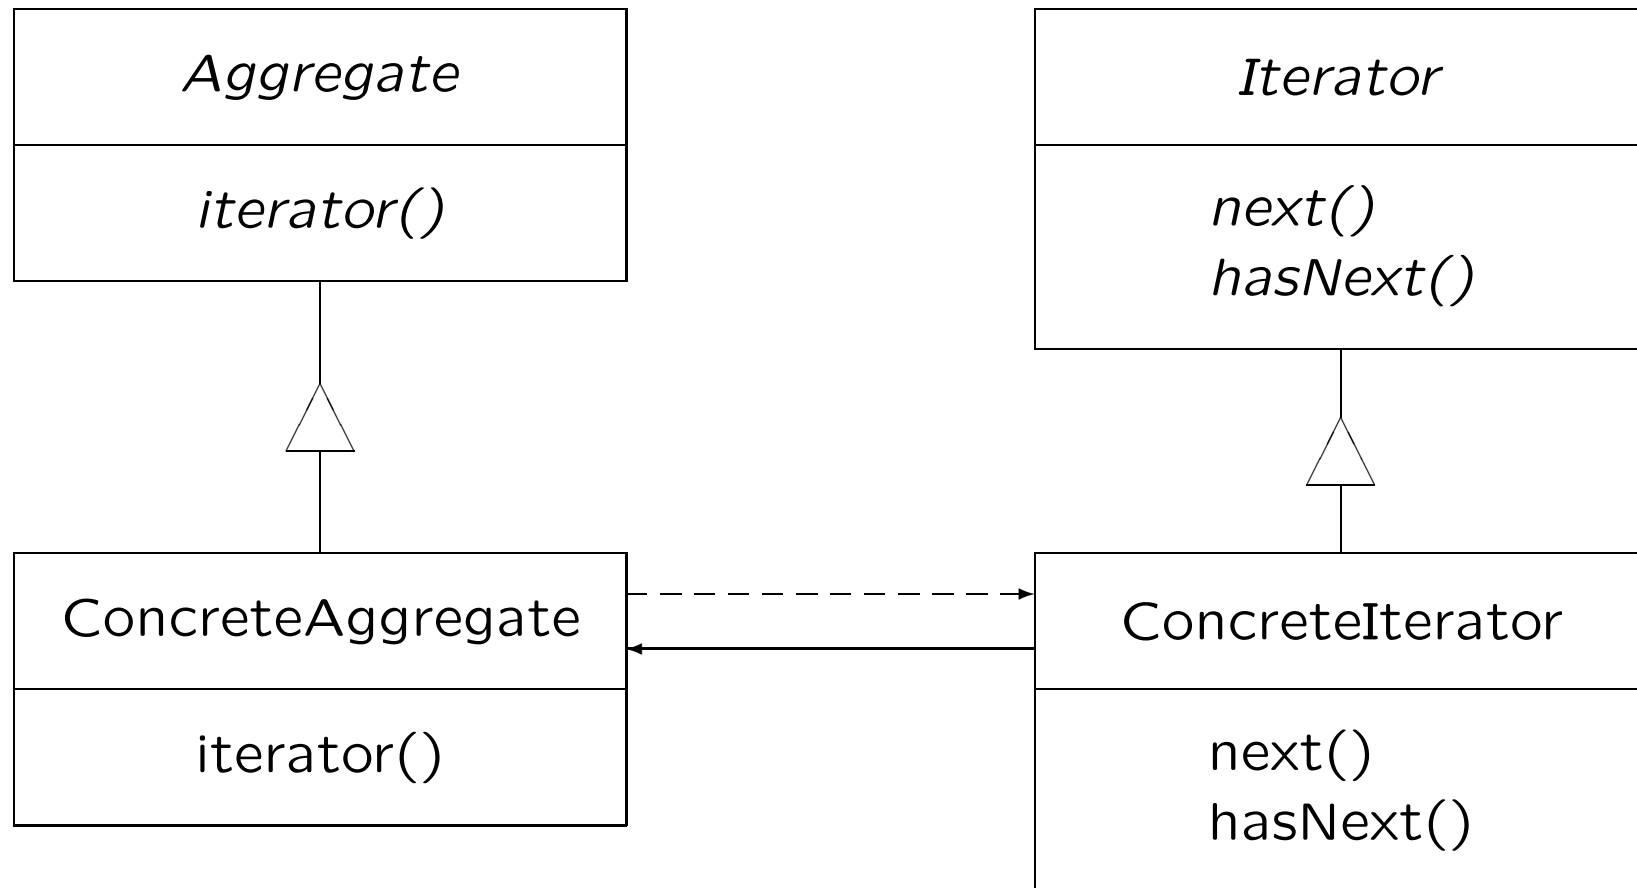 Aggregate
iterator()
Iterator
next()
hasNext()
ConcreteAggregate
iterator()
ConcreteIterator
next()
hasNext()